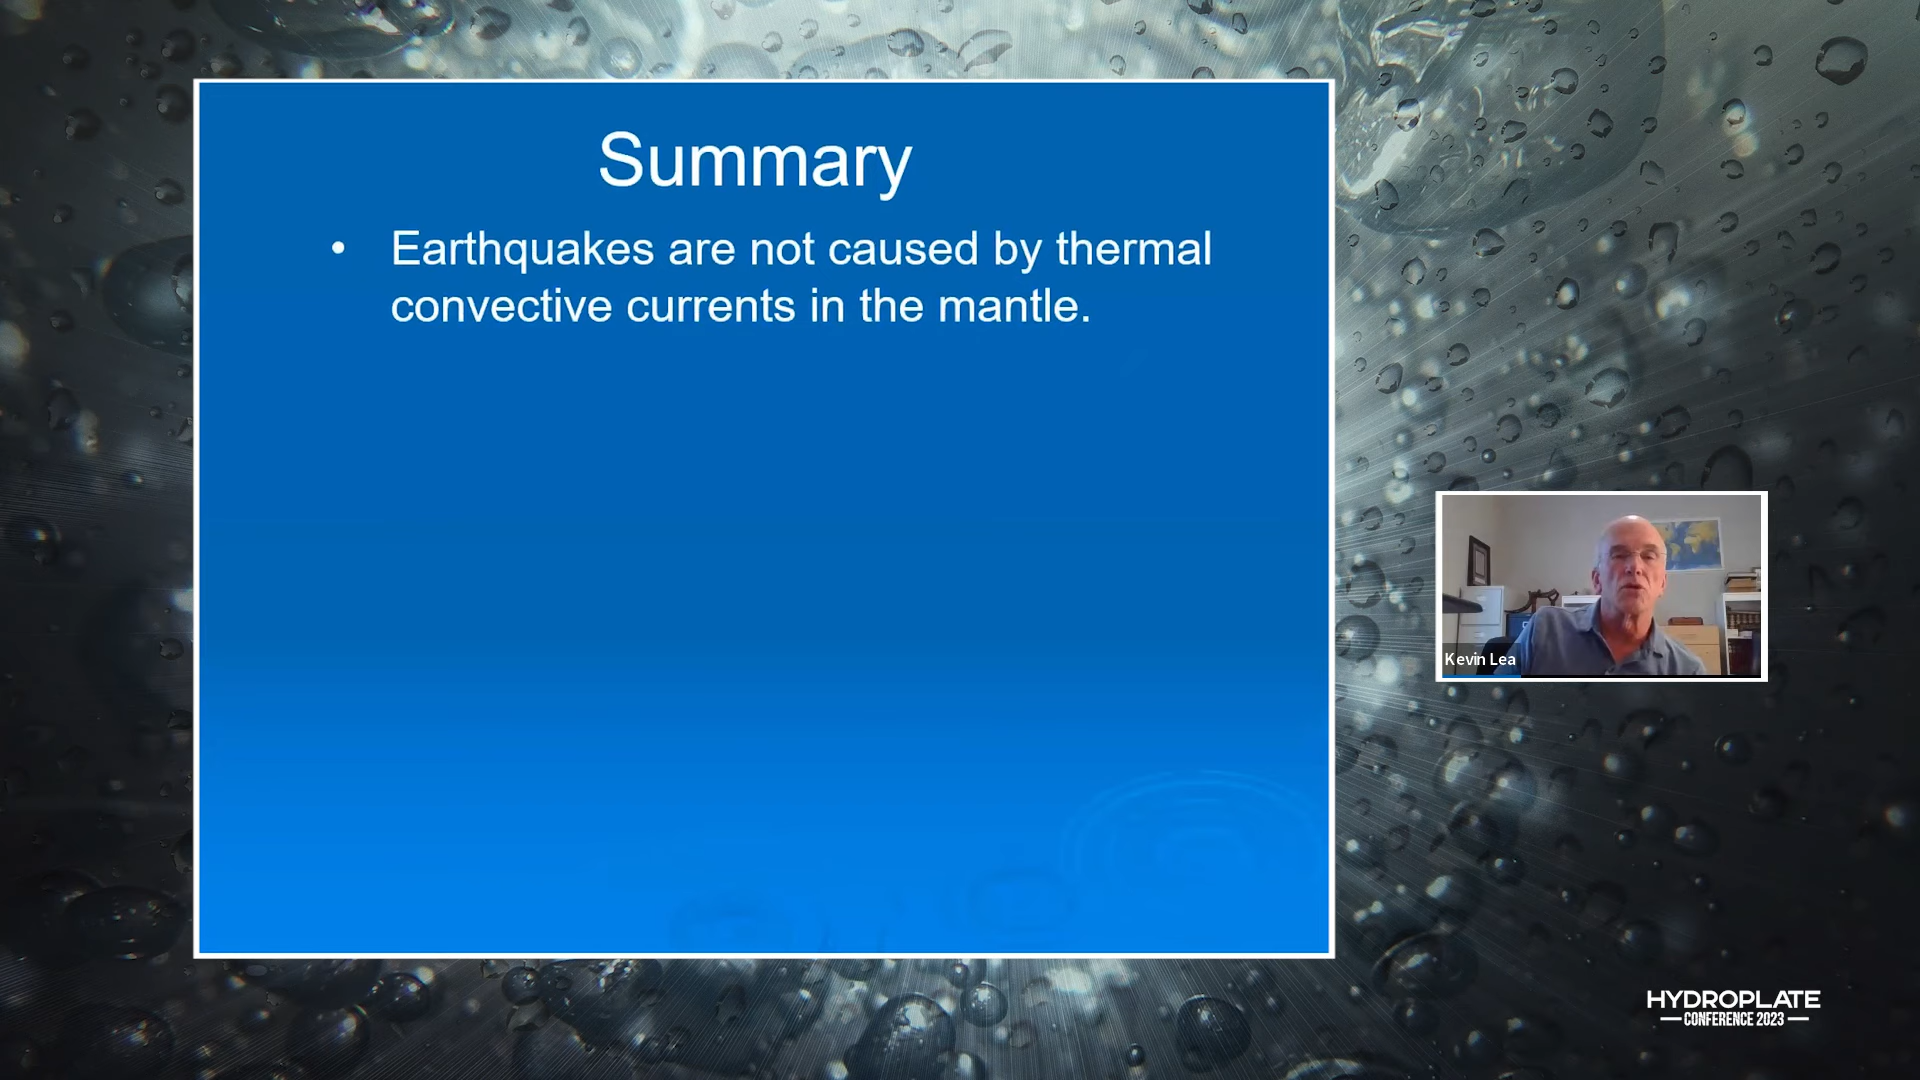 Summary
• Earthquakes are not caused by thermal
convective currents in the mantle.
Kevin Lea
HYDROPLATE
CONFERENCE 2023